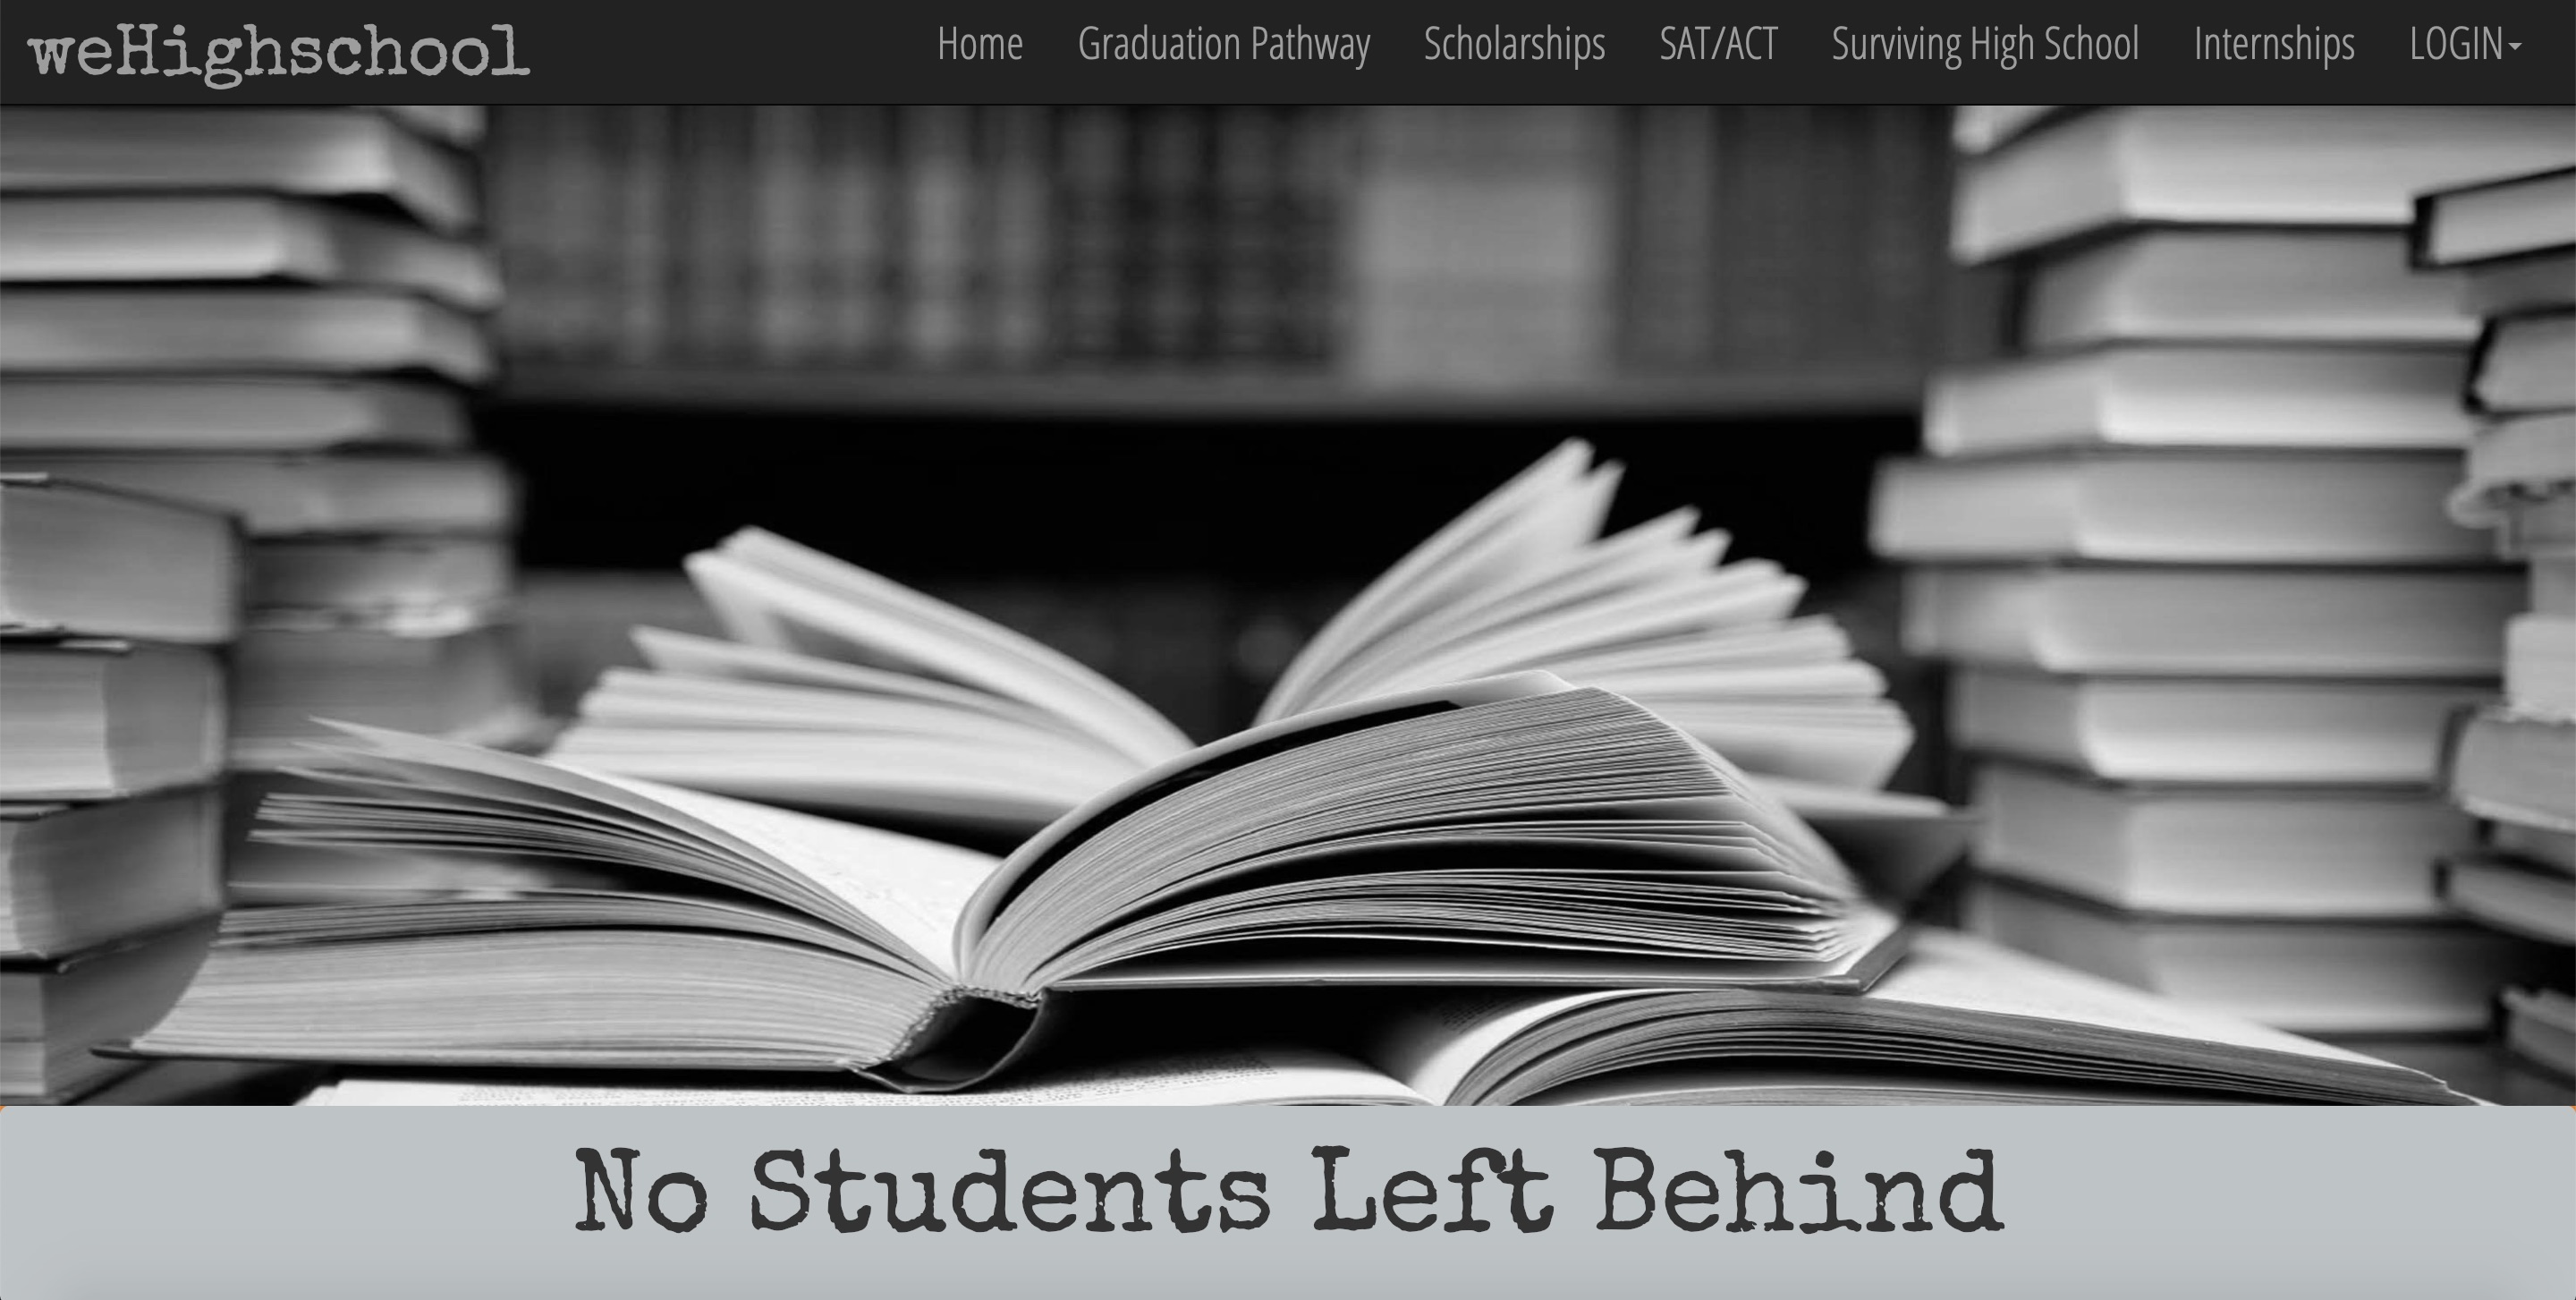 weHighschool
Home Graduation Pathway Scholarships SAT/ACT Surviving High School Internships LOGIN
No Students Left Behind